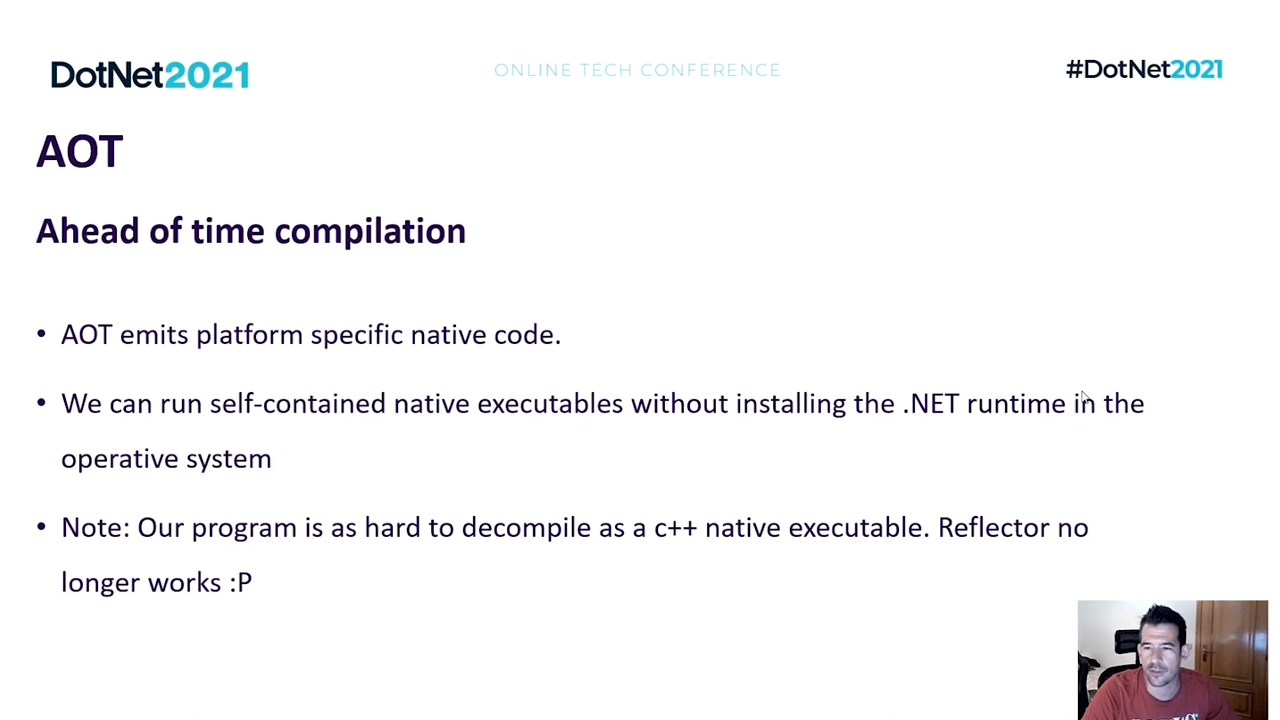 DotNet2021
ONLINE TECH CONFERENCE
#DotNet2021
AOT
Ahead of time compilation
• AOT emits platform specific native code.
• We can run self-contained native executables without installing the .NET runtime in the
operative system
• Note: Our program is as hard to decompile as a c++ native executable. Reflector no
longer works :P